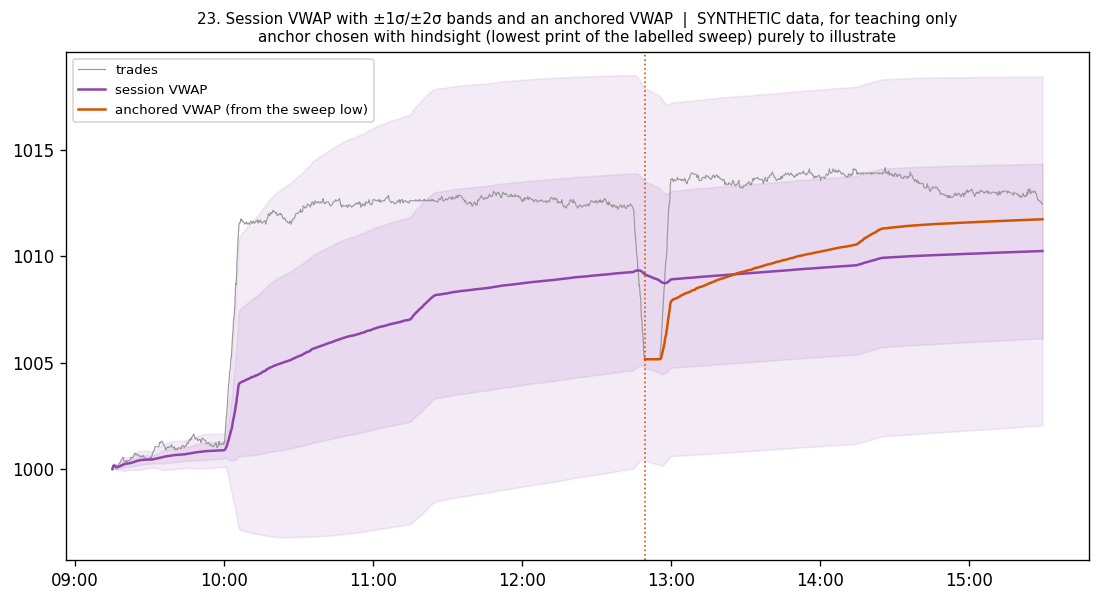 23. Session VWAP with ±1σ/±2σ bands and an anchored VWAP | SYNTHETIC data, for teaching only
anchor chosen with hindsight (lowest print of the labelled sweep) purely to illustrate
trades
session VWAP
anchored VWAP (from the sweep low)
1015
1010
1005
1000
09:00 10:00 11:00 12:00 13:00 14:00 15:00